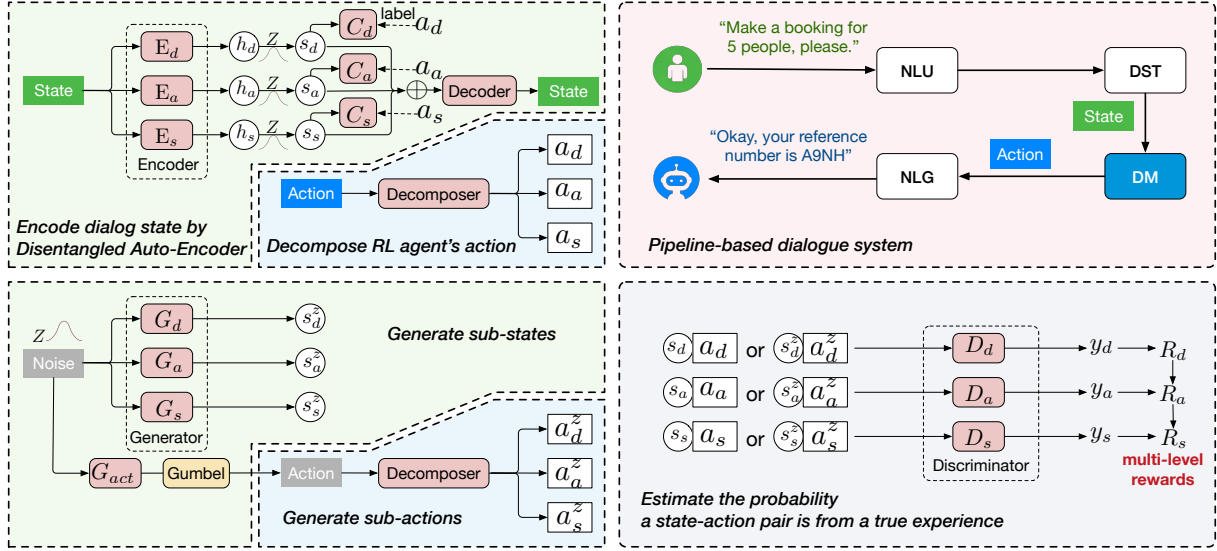 label
E_d
h_d
Z
s_d
C_d
a_d
State
E_a
h_a
Z
s_a
C_a
a_a
⊕
Decoder
State
E_s
h_s
Z
s_s
C_s
a_s
Encoder
Encode dialog state by
Disentangled Auto-Encoder
Action
Decomposer
a_d
a_a
a_s
Decompose RL agent's action
“Make a booking for
5 people, please.”
NLU
DST
State
“Okay, your reference
number is A9NH”
NLG
Action
DM
Pipeline-based dialogue system
Z
Noise
G_d
s_d^z
G_a
s_a^z
G_s
s_s^z
Generator
Generate sub-states
G_act
Gumbel
Action
Decomposer
a_d^z
a_a^z
a_s^z
Generate sub-actions
s_d a_d or s_d^z a_d^z
D_d
y_d
R_d
s_a a_a or s_a^z a_a^z
D_a
y_a
R_a
s_s a_s or s_s^z a_s^z
D_s
y_s
R_s
Discriminator
multi-level
rewards
Estimate the probability
a state-action pair is from a true experience